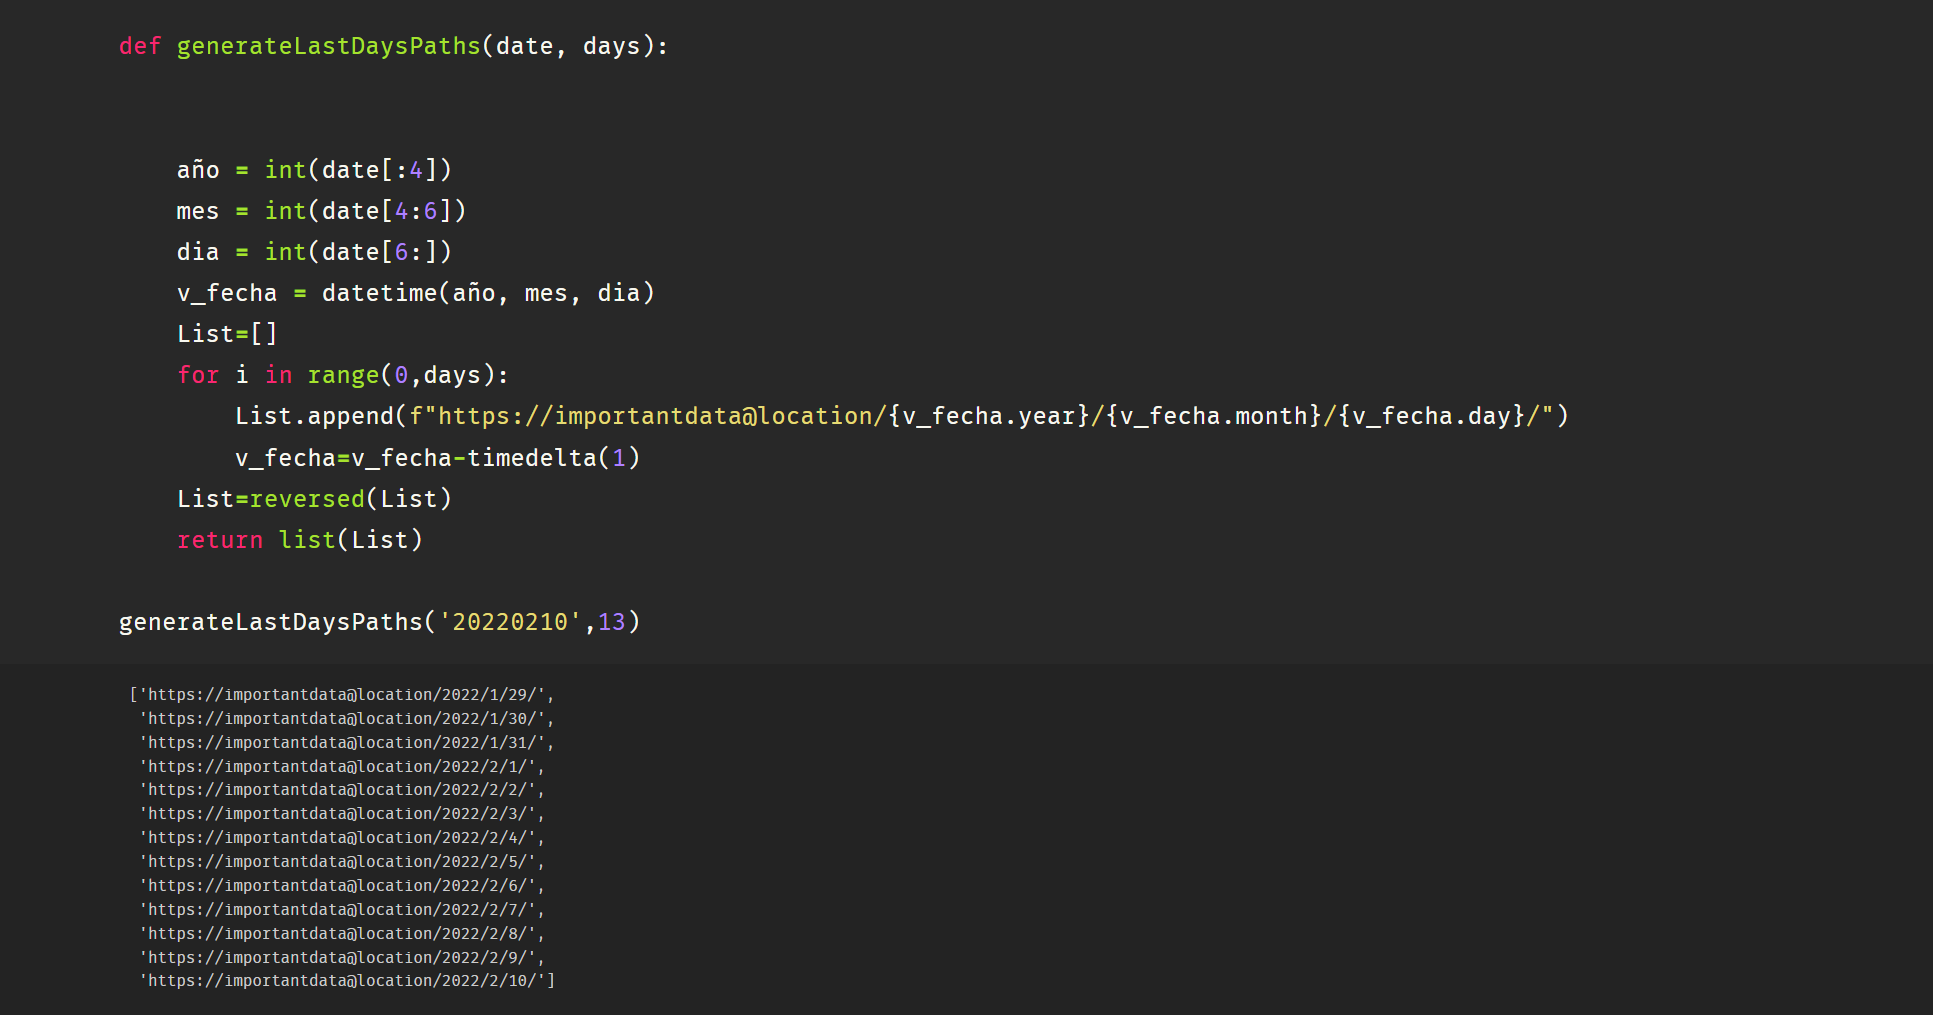 def generateLastDaysPaths(date, days):
año = int(date[:4])
mes = int(date[4:6])
dia = int(date[6:])
v_fecha = datetime(año, mes, dia)
List=[]
for i in range(0,days):
List.append(f"https://importantdata@location/{v_fecha.year}/{v_fecha.month}/{v_fecha.day}/")
v_fecha=v_fecha-timedelta(1)
List=reversed(List)
return list(List)
generateLastDaysPaths('20220210',13)
['https://importantdata@location/2022/1/29/',
'https://importantdata@location/2022/1/30/',
'https://importantdata@location/2022/1/31/',
'https://importantdata@location/2022/2/1/',
'https://importantdata@location/2022/2/2/',
'https://importantdata@location/2022/2/3/',
'https://importantdata@location/2022/2/4/',
'https://importantdata@location/2022/2/5/',
'https://importantdata@location/2022/2/6/',
'https://importantdata@location/2022/2/7/',
'https://importantdata@location/2022/2/8/',
'https://importantdata@location/2022/2/9/',
'https://importantdata@location/2022/2/10/']